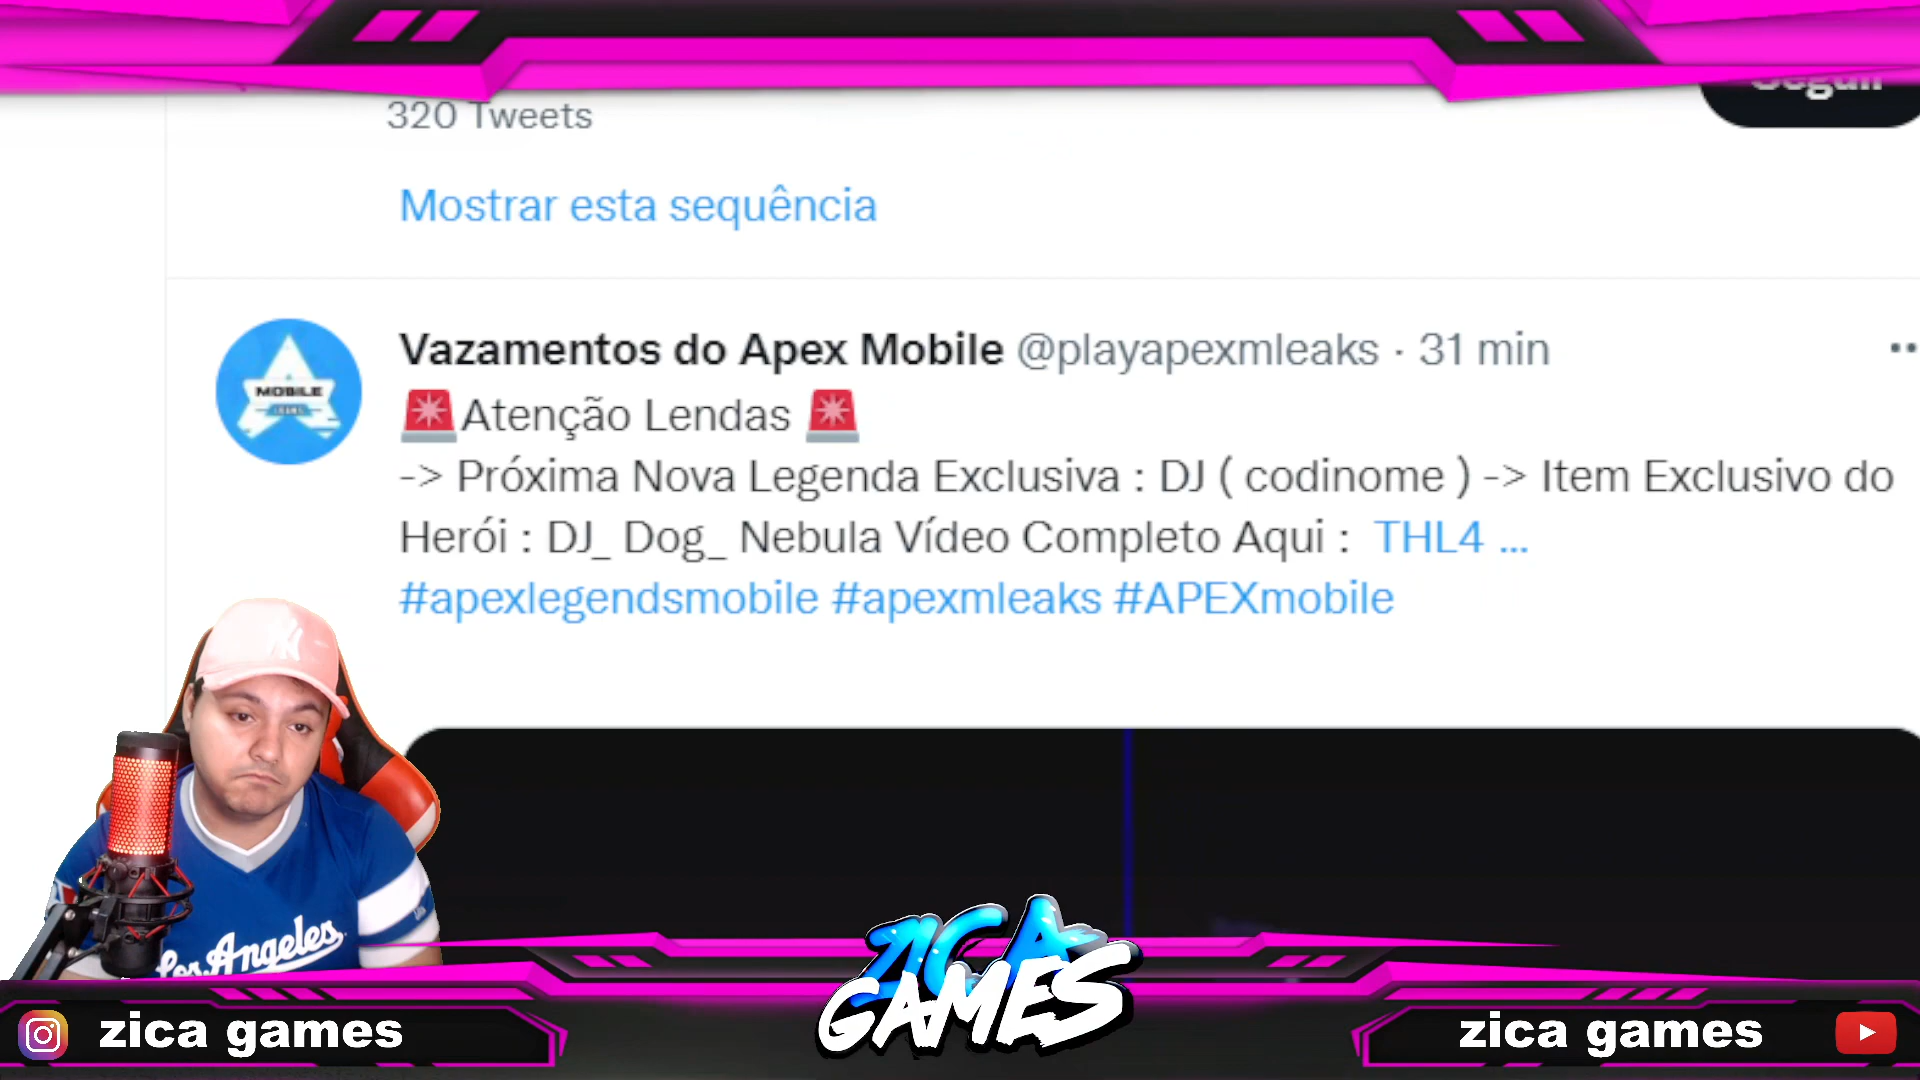 Seguir
320 Tweets
Mostrar esta sequência
Vazamentos do Apex Mobile @playapexmleaks · 31 min
🚨Atenção Lendas 🚨
-> Próxima Nova Legenda Exclusiva : DJ ( codinome ) -> Item Exclusivo do
Herói : DJ_ Dog_ Nebula Vídeo Completo Aqui : THL4 ...
#apexlegendsmobile #apexmleaks #APEXmobile
MOBILE
Los Angeles
ZICA
GAMES
zica games
zica games